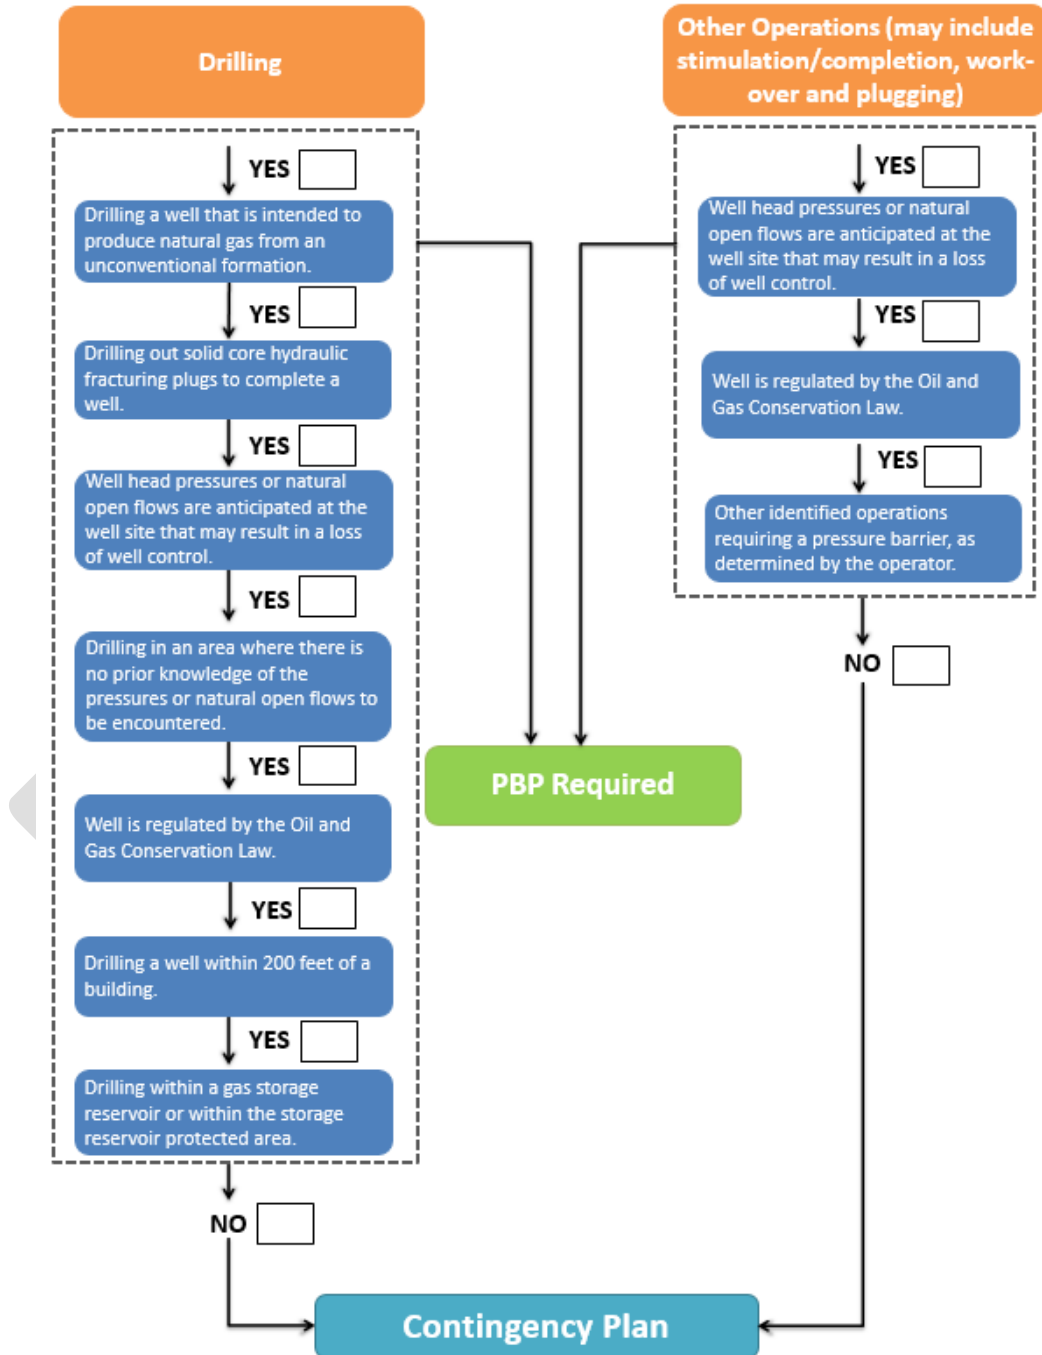 Drilling
YES
Drilling a well that is intended to
produce natural gas from an
unconventional formation.
YES
Drilling out solid core hydraulic
fracturing plugs to complete a
well.
YES
Well head pressures or natural
open flows are anticipated at the
well site that may result in a loss
of well control.
YES
Drilling in an area where there is
no prior knowledge of the
pressures or natural open flows to
be encountered.
YES
Well is regulated by the Oil and
Gas Conservation Law.
YES
Drilling a well within 200 feet of a
building.
YES
Drilling within a gas storage
reservoir or within the storage
reservoir protected area.
NO
Other Operations (may include
stimulation/completion, work-
over and plugging)
YES
Well head pressures or natural
open flows are anticipated at the
well site that may result in a loss
of well control.
YES
Well is regulated by the Oil and
Gas Conservation Law.
YES
Other identified operations
requiring a pressure barrier, as
determined by the operator.
NO
PBP Required
Contingency Plan